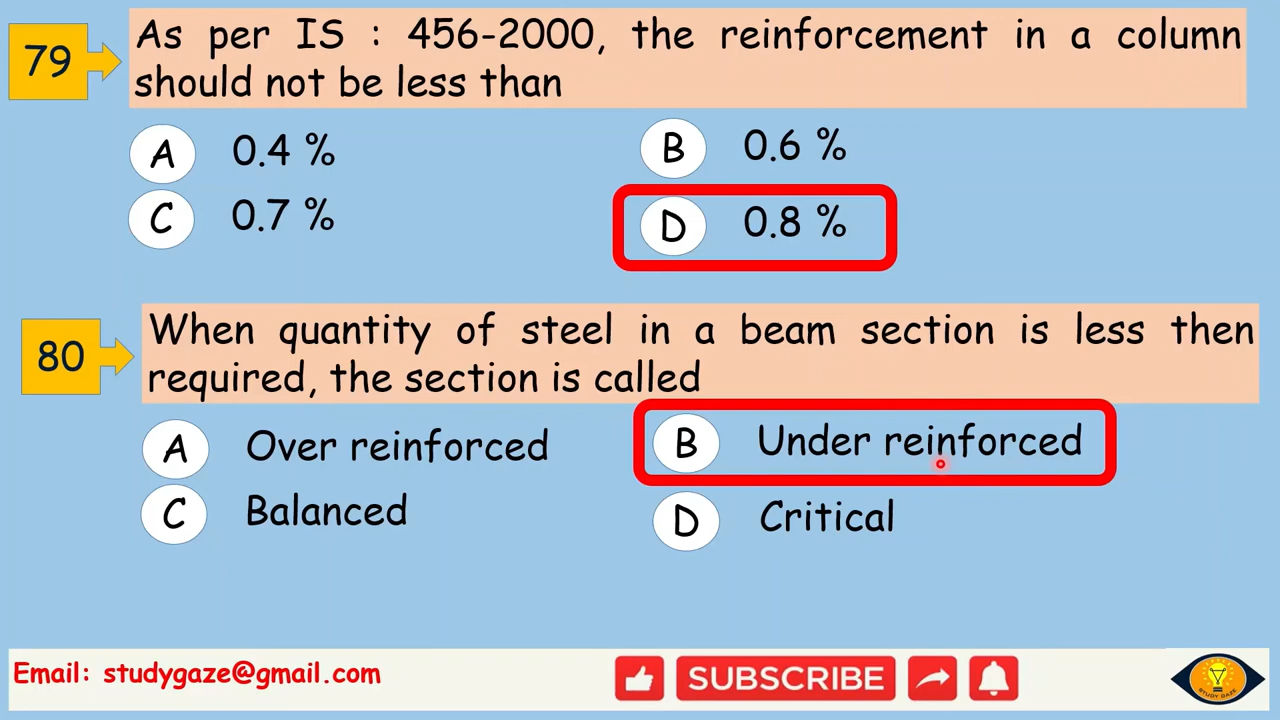 79
As per IS : 456-2000, the reinforcement in a column
should not be less than
A 0.4 %
B 0.6 %
C 0.7 %
D 0.8 %
80
When quantity of steel in a beam section is less then
required, the section is called
A Over reinforced
B Under reinforced
C Balanced
D Critical
Email: studygaze@gmail.com
SUBSCRIBE
STUDY GAZE